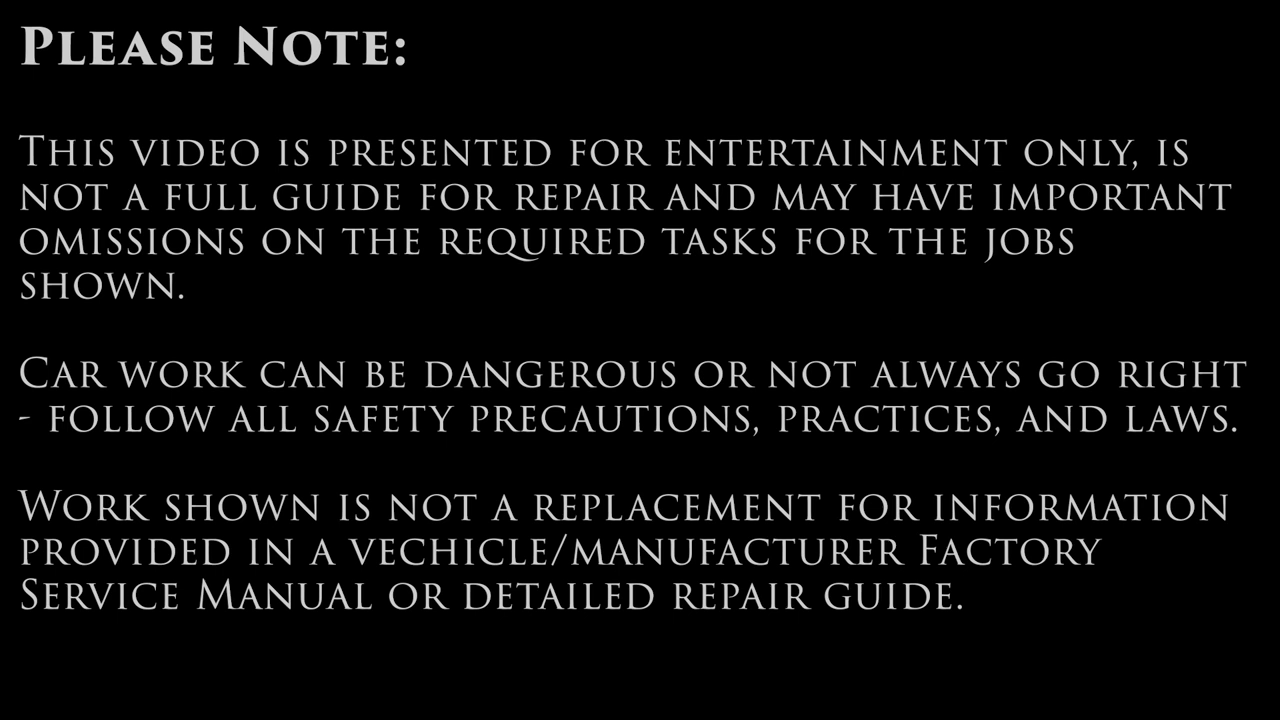 Please Note:
This video is presented for entertainment only, is
not a full guide for repair and may have important
omissions on the required tasks for the jobs
shown.
Car work can be dangerous or not always go right
- follow all safety precautions, practices, and laws.
Work shown is not a replacement for information
provided in a vechicle/manufacturer Factory
Service Manual or detailed repair guide.